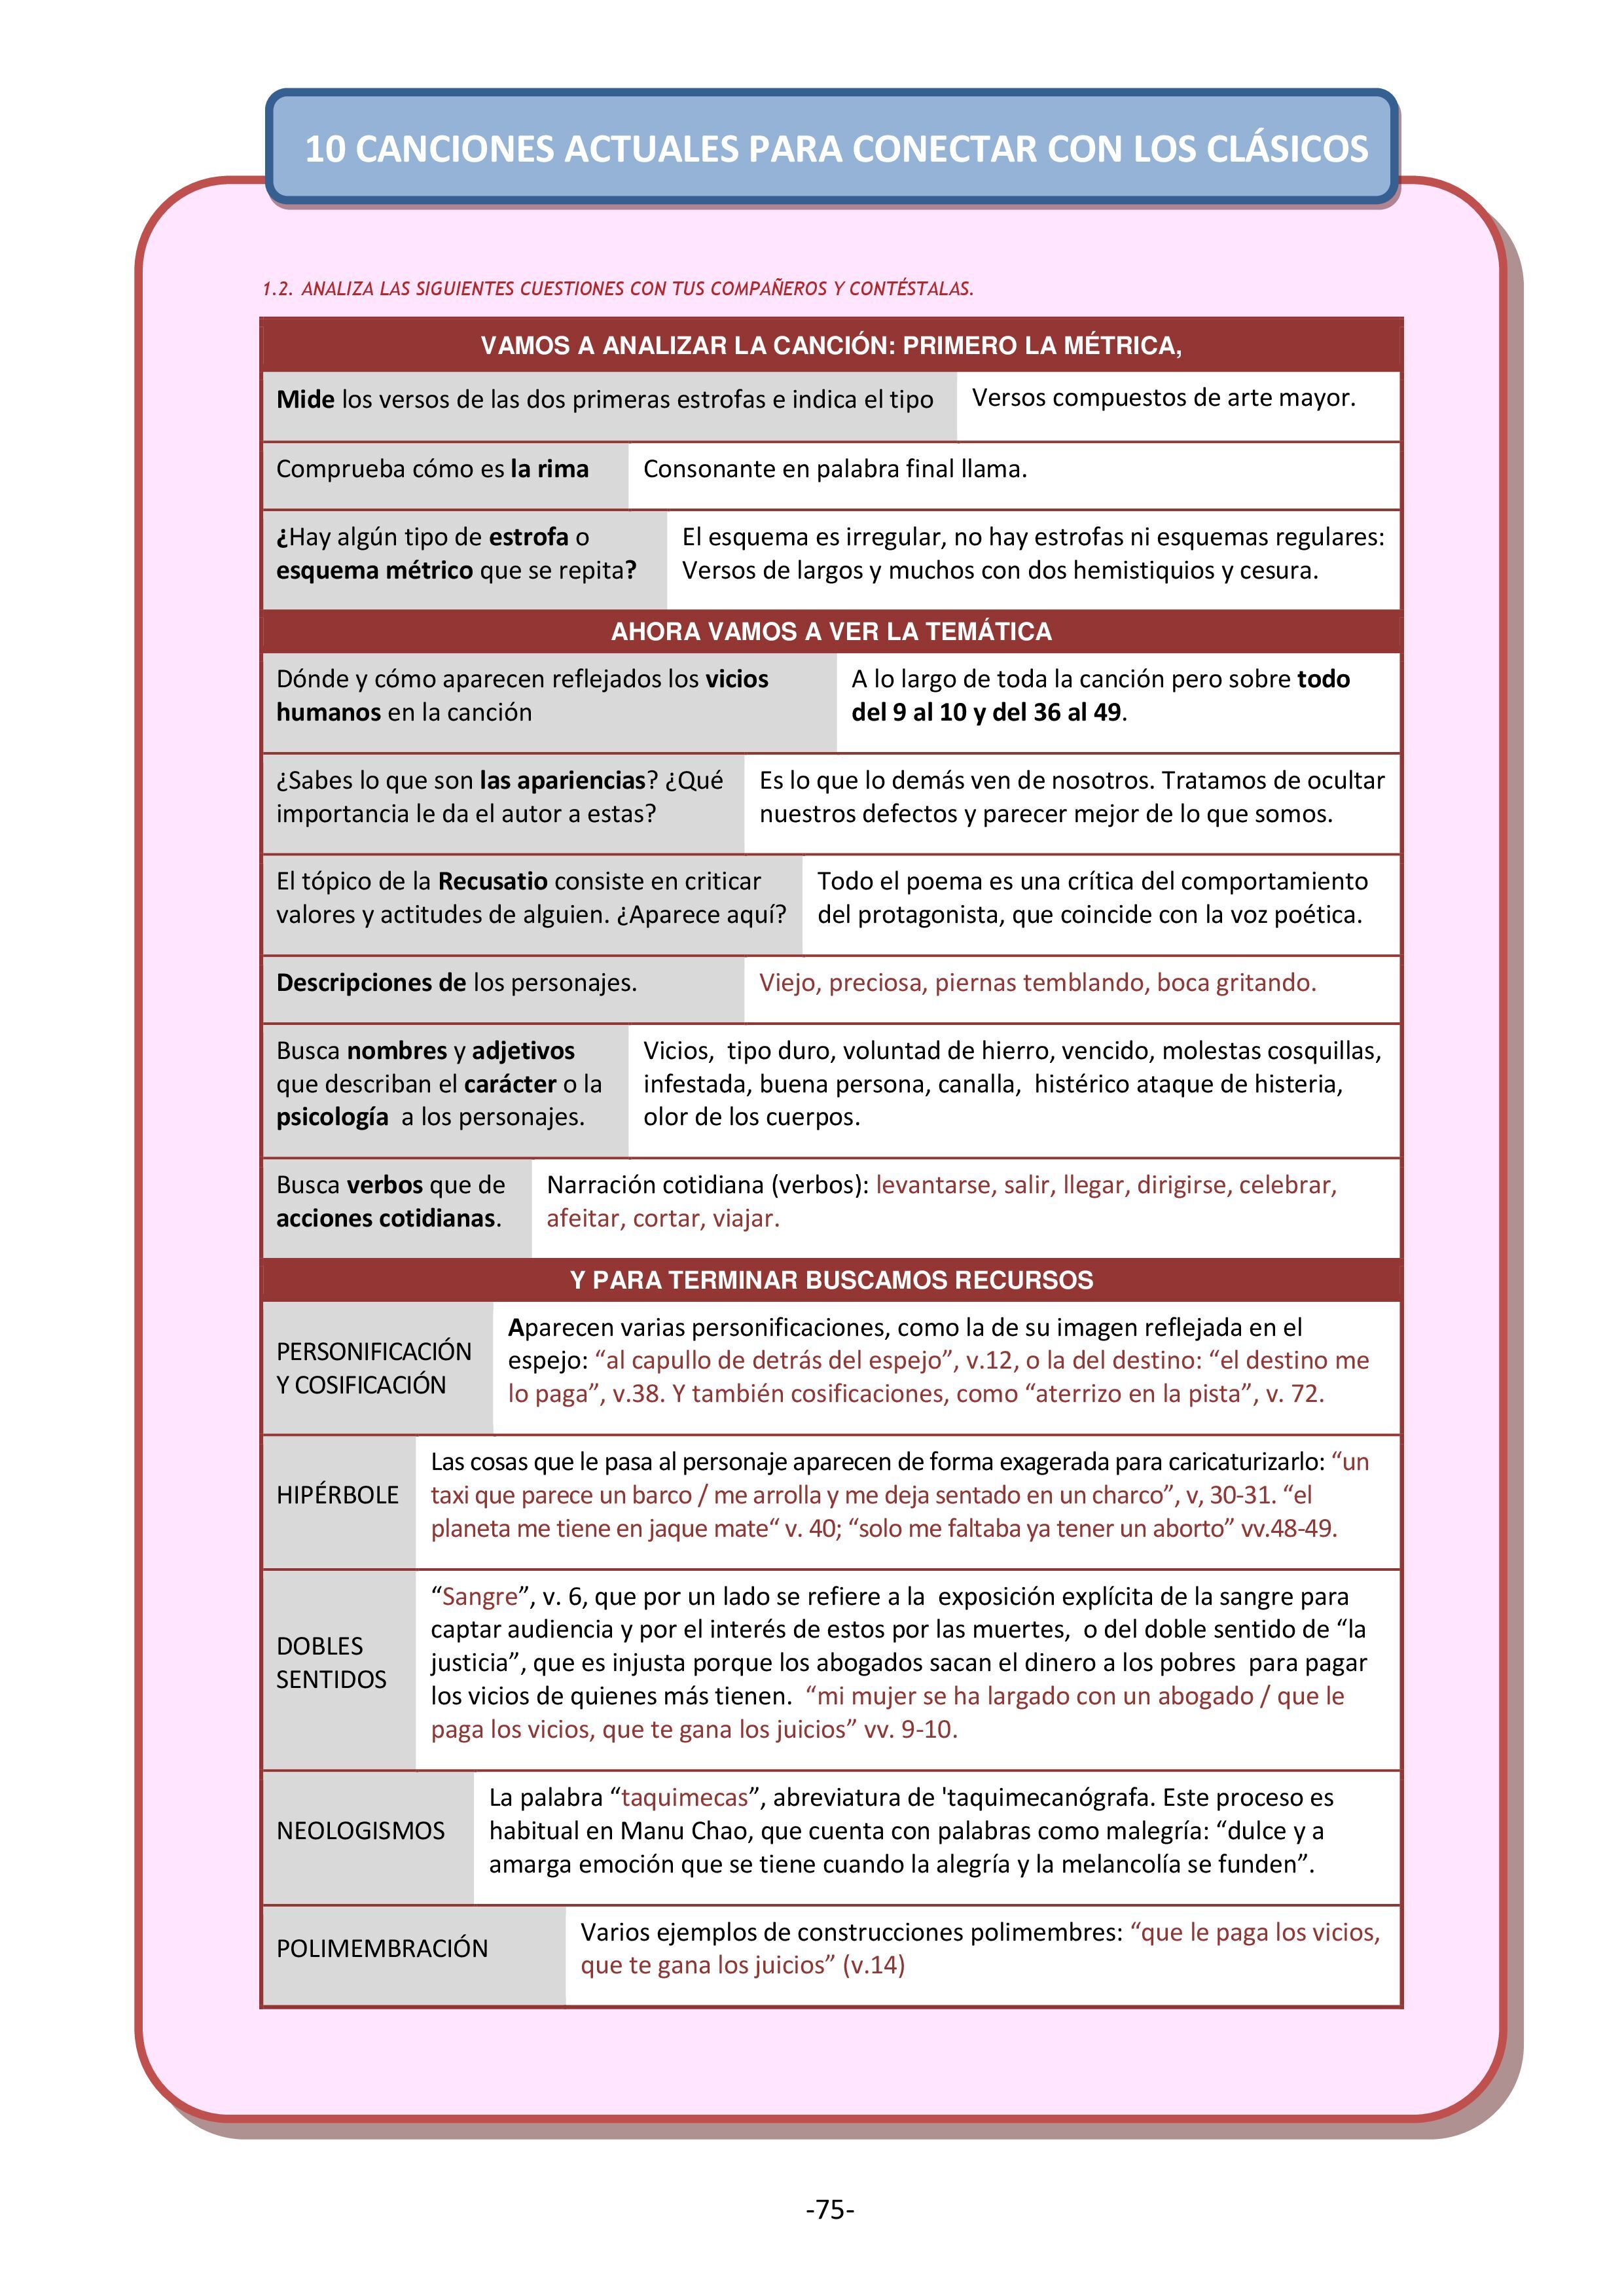 10 CANCIONES ACTUALES PARA CONECTAR CON LOS CLÁSICOS
1.2. ANALIZA LAS SIGUIENTES CUESTIONES CON TUS COMPAÑEROS Y CONTÉSTALAS.
VAMOS A ANALIZAR LA CANCIÓN: PRIMERO LA MÉTRICA,
Mide los versos de las dos primeras estrofas e indica el tipo
Versos compuestos de arte mayor.
Comprueba cómo es la rima
Consonante en palabra final llama.
¿Hay algún tipo de estrofa o
esquema métrico que se repita?
El esquema es irregular, no hay estrofas ni esquemas regulares:
Versos de largos y muchos con dos hemistiquios y cesura.
AHORA VAMOS A VER LA TEMÁTICA
Dónde y cómo aparecen reflejados los vicios
humanos en la canción
A lo largo de toda la canción pero sobre todo
del 9 al 10 y del 36 al 49.
¿Sabes lo que son las apariencias? ¿Qué
importancia le da el autor a estas?
Es lo que lo demás ven de nosotros. Tratamos de ocultar
nuestros defectos y parecer mejor de lo que somos.
El tópico de la Recusatio consiste en criticar
valores y actitudes de alguien. ¿Aparece aquí?
Todo el poema es una crítica del comportamiento
del protagonista, que coincide con la voz poética.
Descripciones de los personajes.
Viejo, preciosa, piernas temblando, boca gritando.
Busca nombres y adjetivos
que describan el carácter o la
psicología a los personajes.
Vicios, tipo duro, voluntad de hierro, vencido, molestas cosquillas,
infestada, buena persona, canalla, histérico ataque de histeria,
olor de los cuerpos.
Busca verbos que de
acciones cotidianas.
Narración cotidiana (verbos): levantarse, salir, llegar, dirigirse, celebrar,
afeitar, cortar, viajar.
Y PARA TERMINAR BUSCAMOS RECURSOS
PERSONIFICACIÓN
Y COSIFICACIÓN
Aparecen varias personificaciones, como la de su imagen reflejada en el
espejo: “al capullo de detrás del espejo”, v.12, o la del destino: “el destino me
lo paga”, v.38. Y también cosificaciones, como “aterrizo en la pista”, v. 72.
HIPÉRBOLE
Las cosas que le pasa al personaje aparecen de forma exagerada para caricaturizarlo: “un
taxi que parece un barco / me arrolla y me deja sentado en un charco”, v, 30-31. “el
planeta me tiene en jaque mate“ v. 40; “solo me faltaba ya tener un aborto” vv.48-49.
DOBLES
SENTIDOS
“Sangre”, v. 6, que por un lado se refiere a la exposición explícita de la sangre para
captar audiencia y por el interés de estos por las muertes, o del doble sentido de “la
justicia”, que es injusta porque los abogados sacan el dinero a los pobres para pagar
los vicios de quienes más tienen. “mi mujer se ha largado con un abogado / que le
paga los vicios, que te gana los juicios” vv. 9-10.
NEOLOGISMOS
La palabra “taquimecas”, abreviatura de 'taquimecanógrafa. Este proceso es
habitual en Manu Chao, que cuenta con palabras como malegría: “dulce y a
amarga emoción que se tiene cuando la alegría y la melancolía se funden”.
POLIMEMBRACIÓN
Varios ejemplos de construcciones polimembres: “que le paga los vicios,
que te gana los juicios” (v.14)
-75-